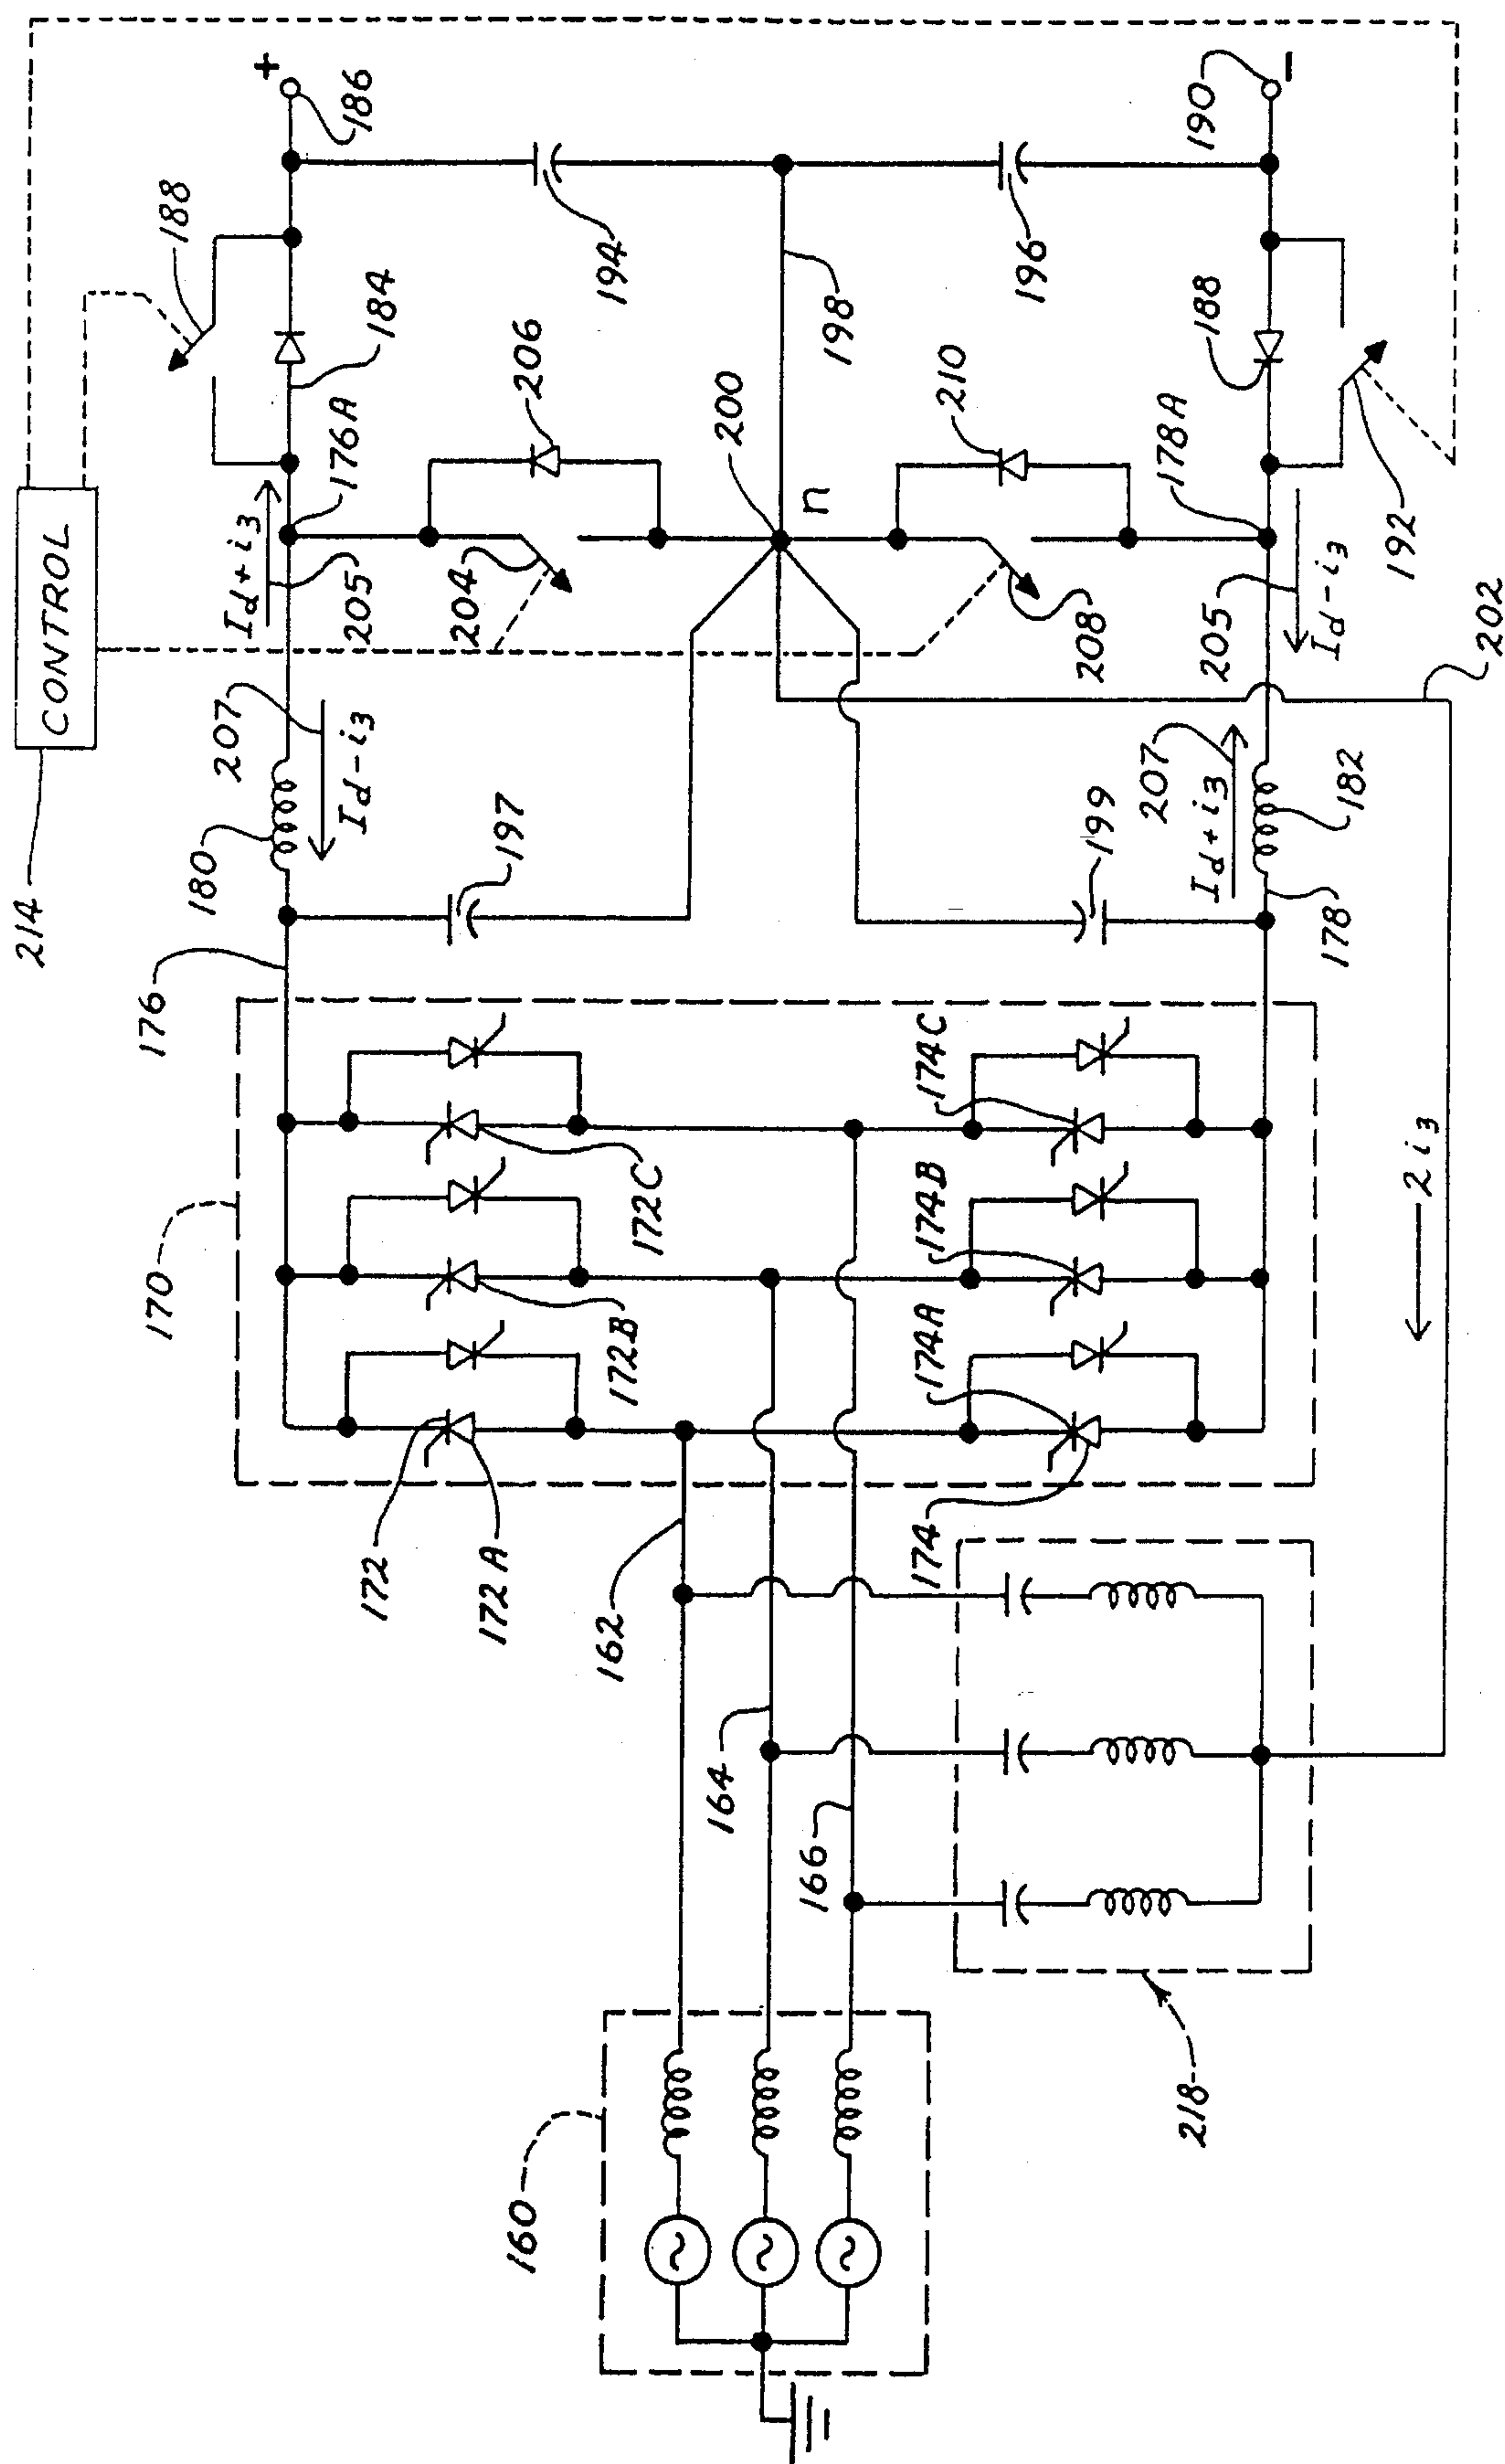 214
CONTROL
+
186
188
184
176A
Id+i3
205
207
Id-i3
180
176
194
206
204
197
198
200
n
196
210
208
199
190
-
188
178A
192
205
Id-i3
202
207
Id+i3
182
178
170
172C
172B
172
172A
174C
174B
174A
174
2i3
162
164
166
160
~
~
~
218